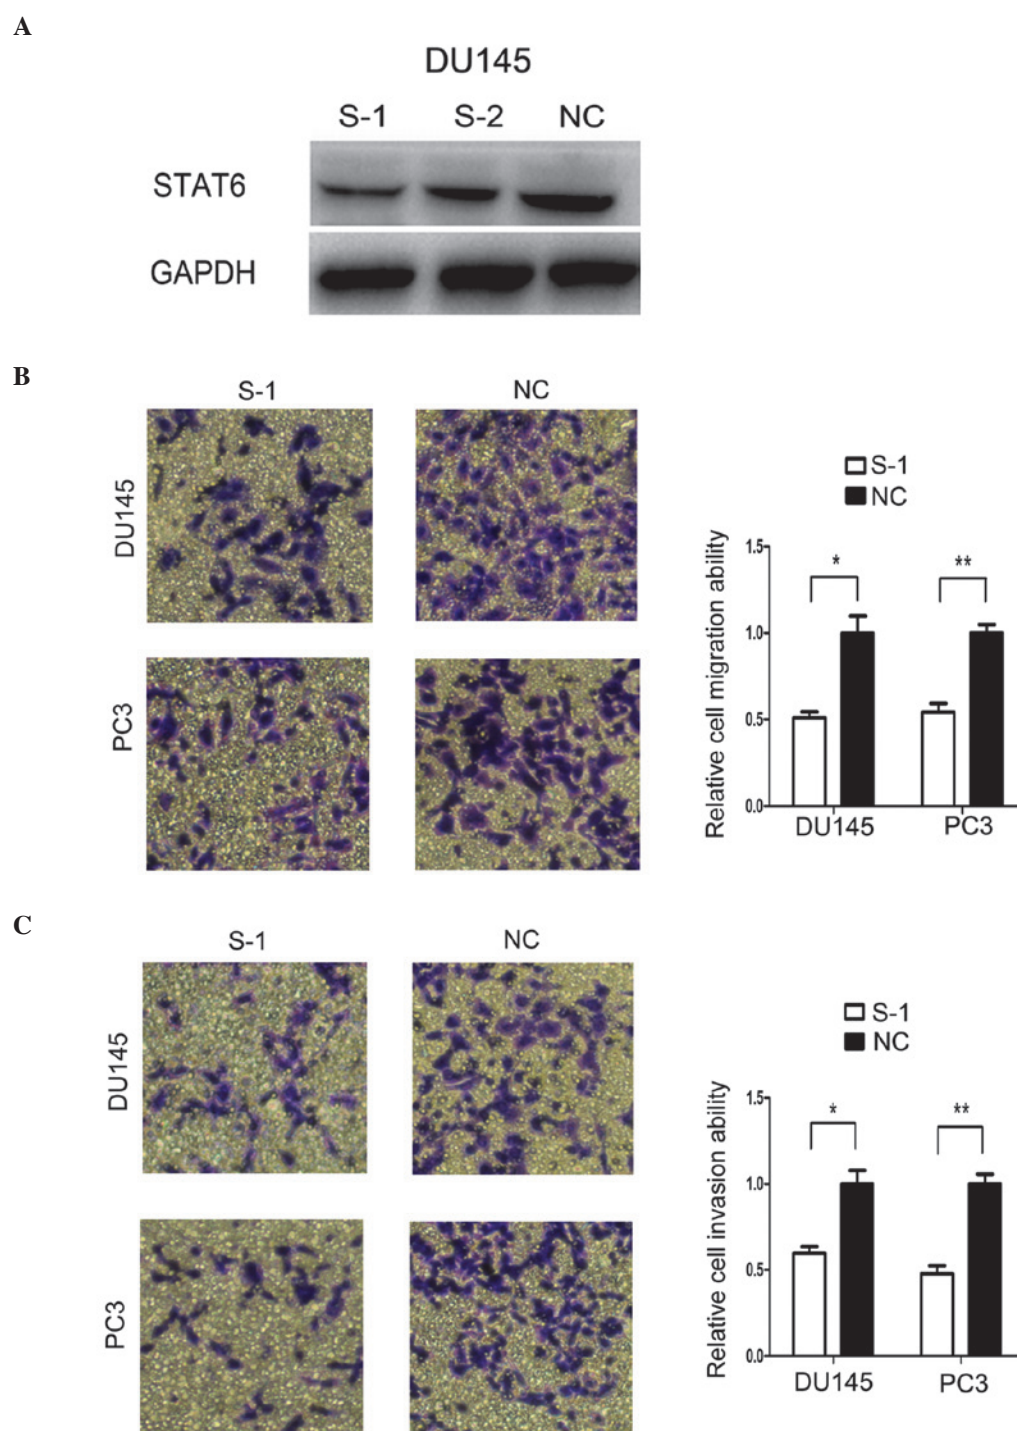 A
DU145
S-1 S-2 NC
STAT6
GAPDH
B
S-1 NC
DU145
PC3
S-1
NC
Relative cell migration ability
1.5
1.0
0.5
0.0
* **
DU145 PC3
C
S-1 NC
DU145
PC3
S-1
NC
Relative cell invasion ability
1.5
1.0
0.5
0.0
* **
DU145 PC3